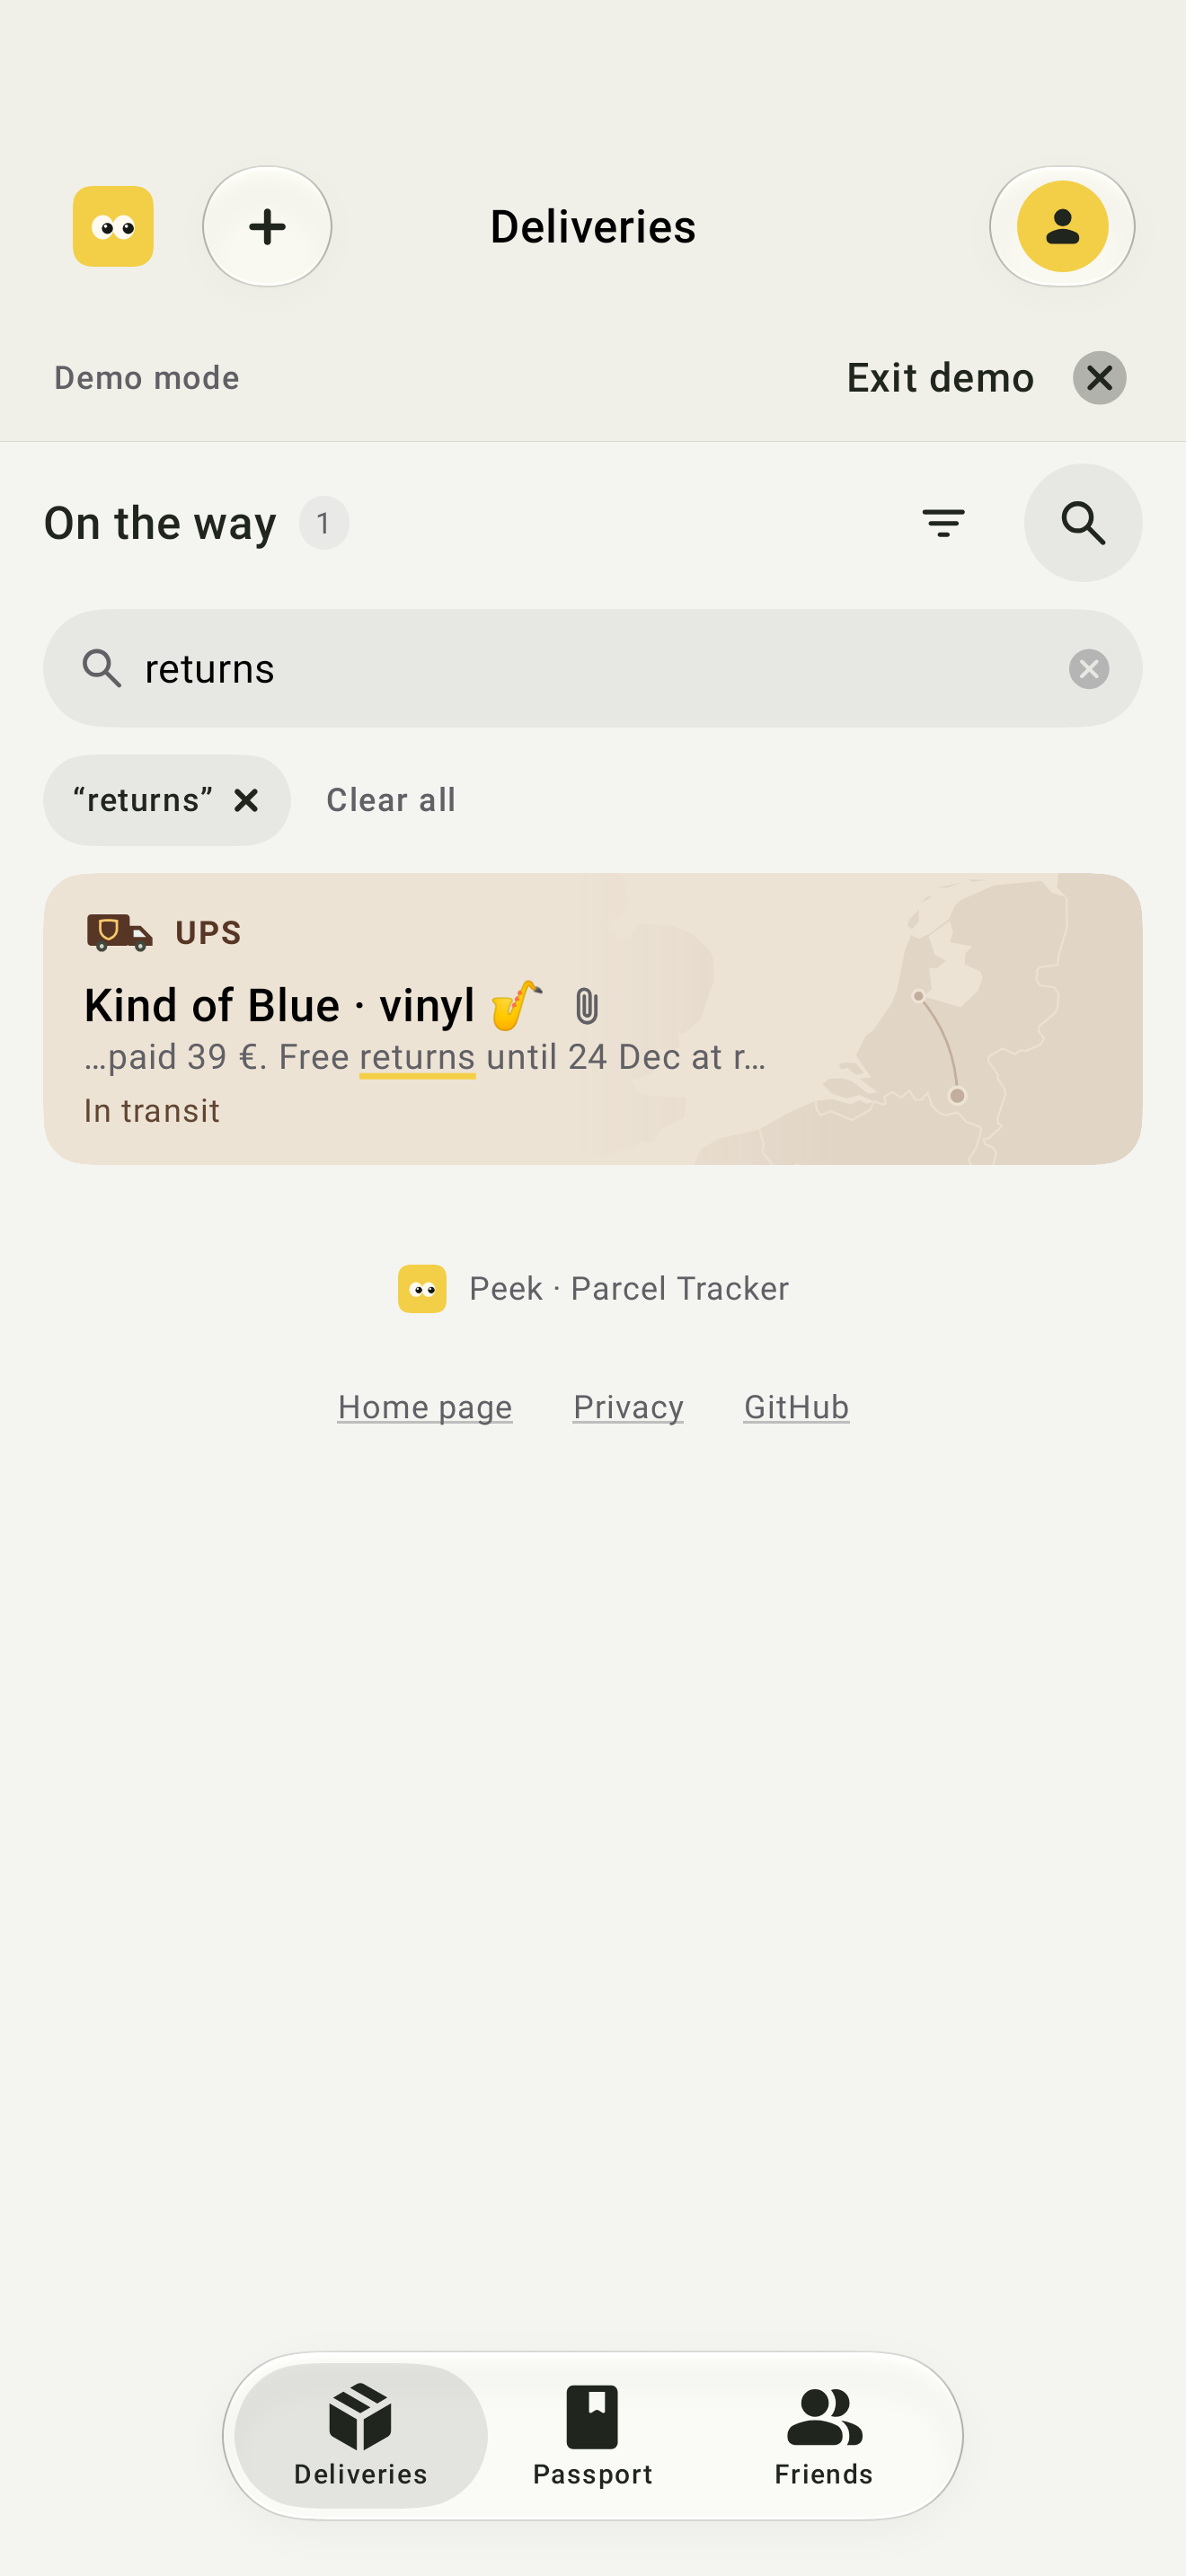 Deliveries
Demo mode
Exit demo
On the way 1
returns
“returns”
Clear all
UPS
Kind of Blue · vinyl 🎷
…paid 39 €. Free returns until 24 Dec at r…
In transit
Peek · Parcel Tracker
Home page
Privacy
GitHub
Deliveries
Passport
Friends